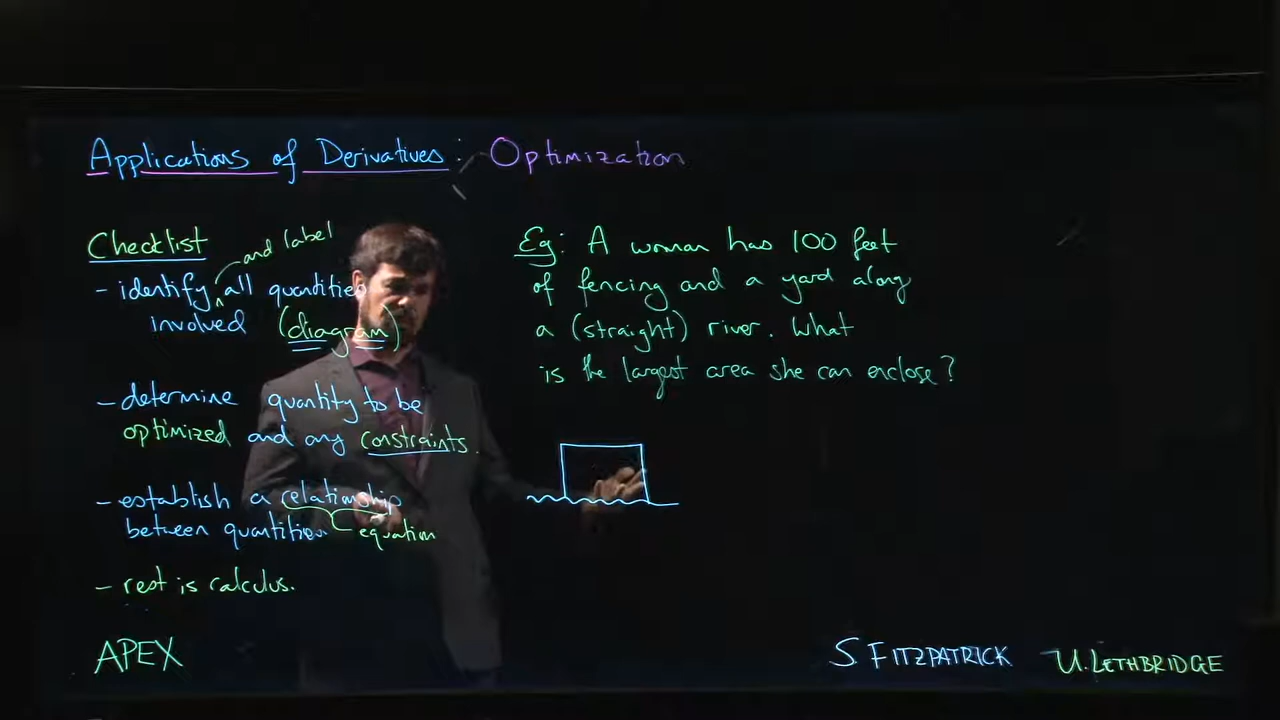 Applications of Derivatives: Optimization
Checklist
and label
- identify all quantities
involved (diagram)
- determine quantity to be
optimized and any constraints.
- establish a relationship
between quantities equation
- rest is calculus.
APEX
Eg: A woman has 100 feet
of fencing and a yard along
a (straight) river. What
is the largest area she can enclose?
S. FITZPATRICK U. LETHBRIDGE